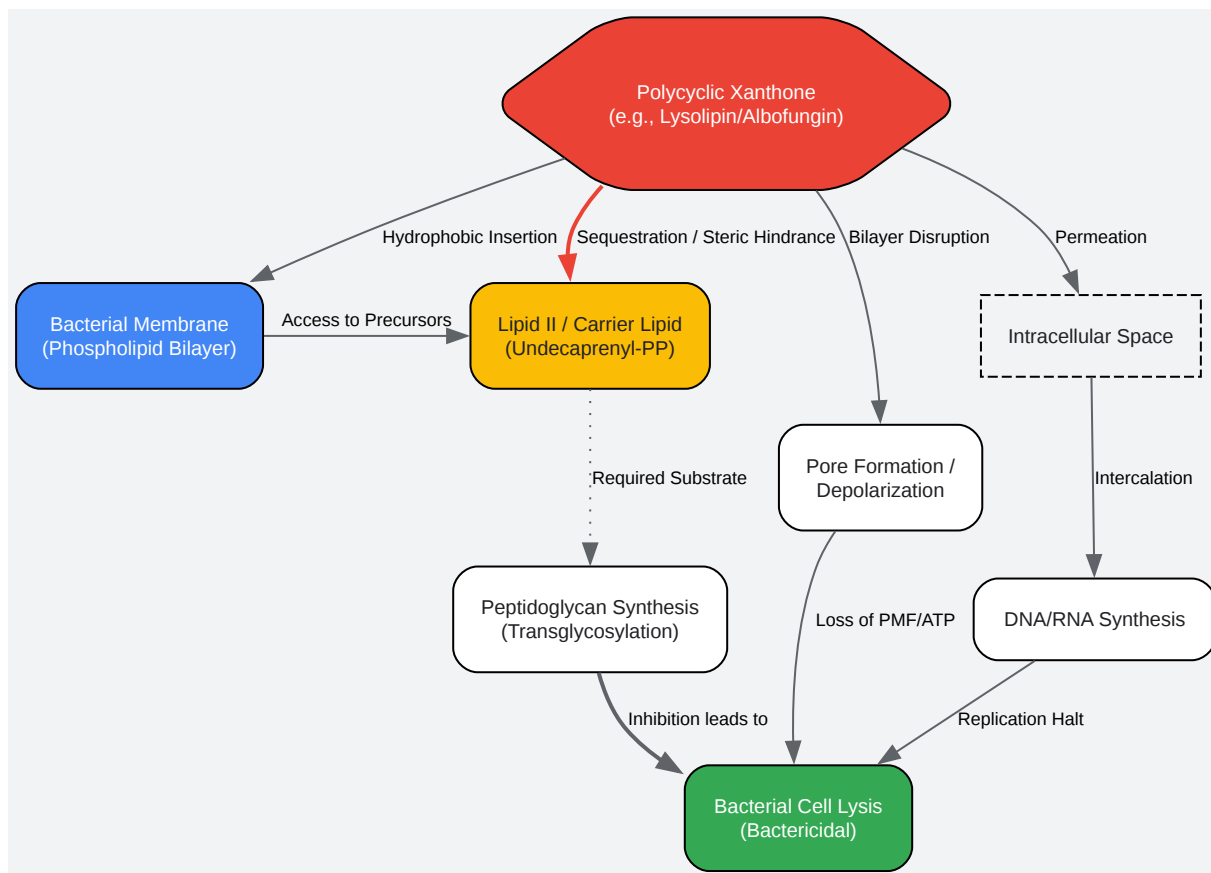 Polycyclic Xanthone
(e.g., Lysolipin/Albofungin)
Hydrophobic Insertion
Sequestration / Steric Hindrance
Bilayer Disruption
Permeation
Bacterial Membrane
(Phospholipid Bilayer)
Access to Precursors
Lipid II / Carrier Lipid
(Undecaprenyl-PP)
Intracellular Space
Required Substrate
Pore Formation /
Depolarization
Intercalation
Peptidoglycan Synthesis
(Transglycosylation)
Loss of PMF/ATP
DNA/RNA Synthesis
Inhibition leads to
Replication Halt
Bacterial Cell Lysis
(Bactericidal)